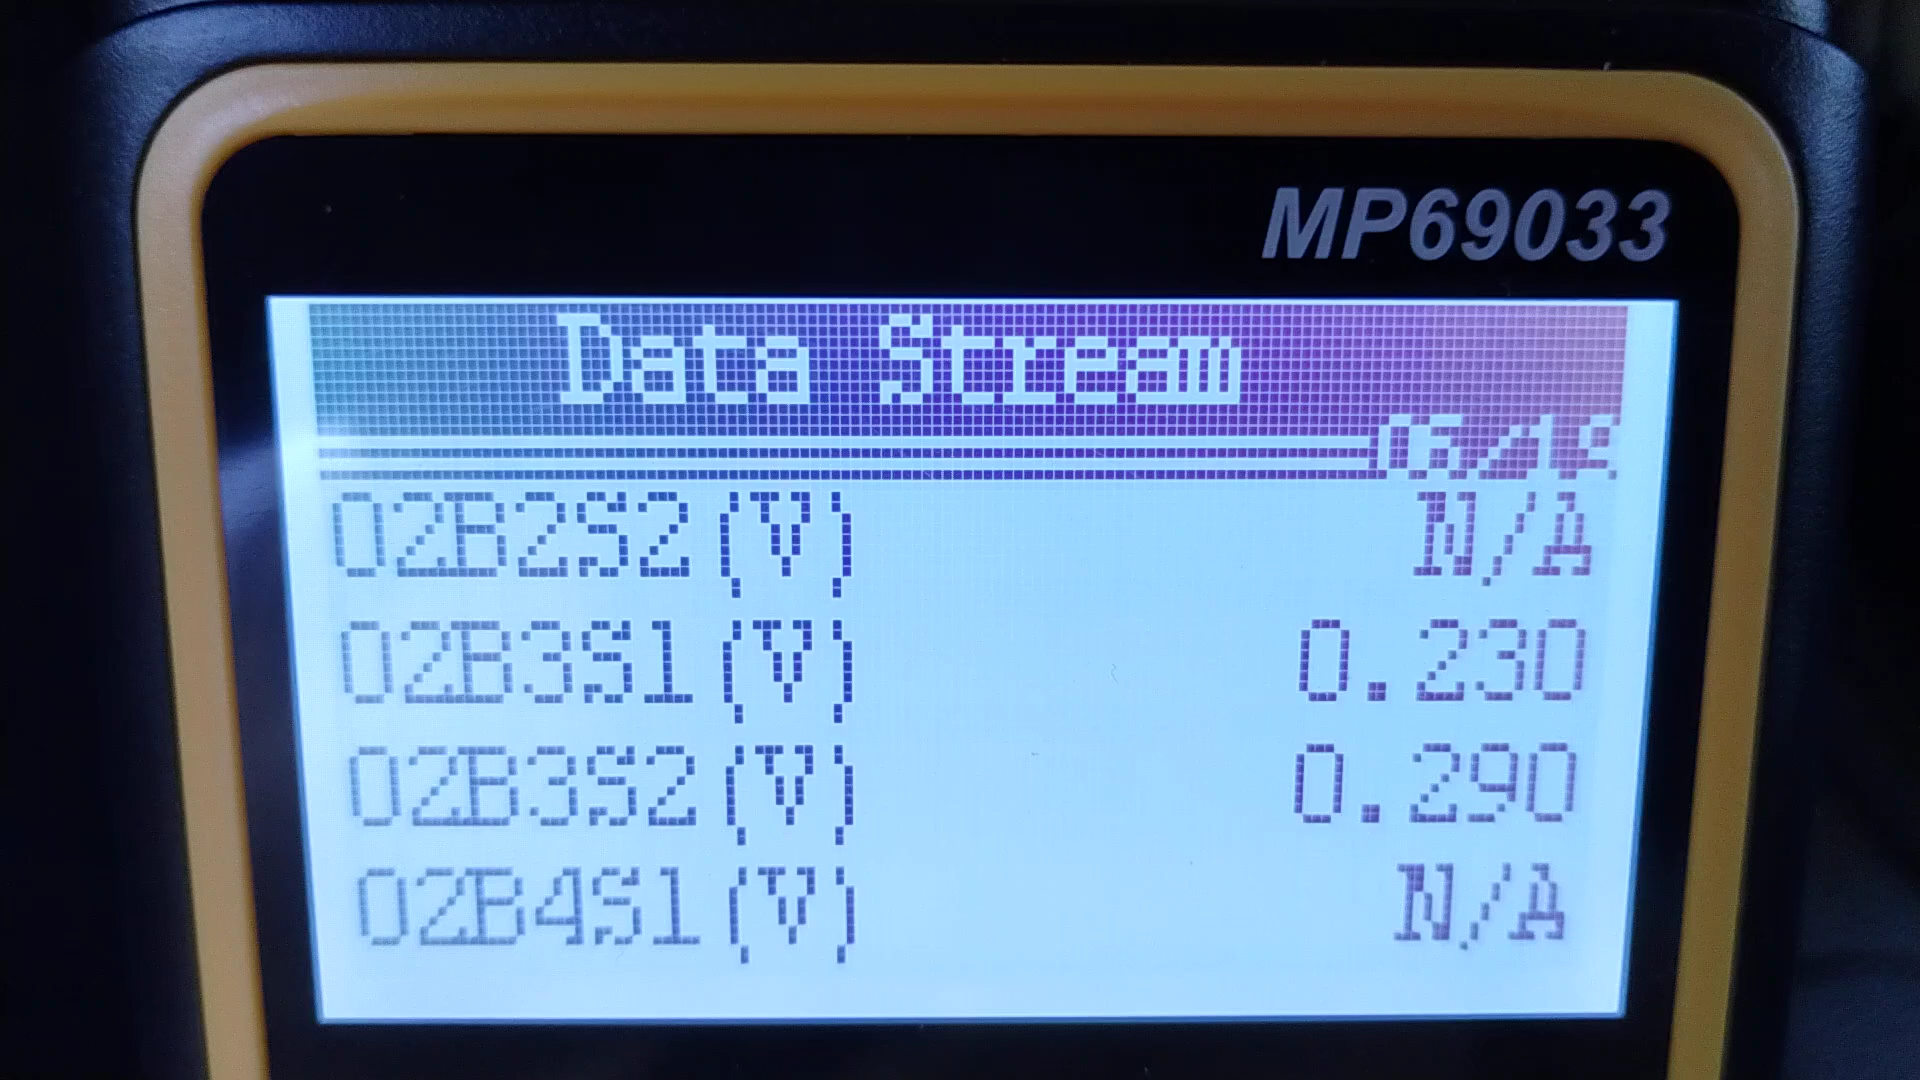 MP69033
Data Stream
O2B2S2(V) N/A
O2B3S1(V) 0.230
O2B3S2(V) 0.290
O2B4S1(V) N/A